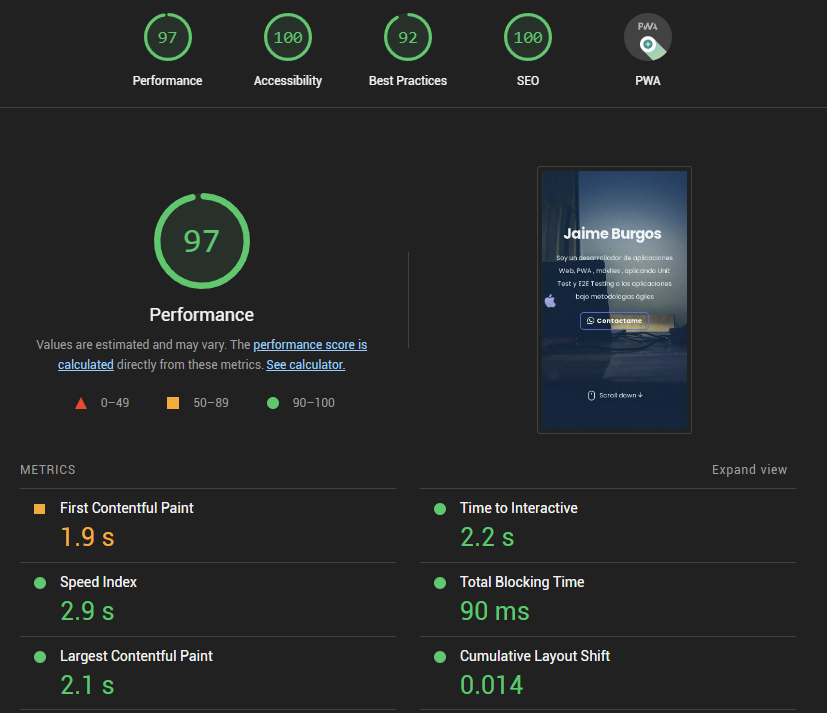 97
100
92
100
PWA
Performance
Accessibility
Best Practices
SEO
PWA
97
Performance
Values are estimated and may vary. The performance score is
calculated directly from these metrics. See calculator.
0–49
50–89
90–100
Jaime Burgos
Soy un desarrollador de aplicaciones
Web, PWA , móviles , aplicando Unit
Test y E2E Testing a las aplicaciones
bajo metodologías ágiles
Contactame
Scroll down ↓
METRICS
Expand view
First Contentful Paint
1.9 s
Time to Interactive
2.2 s
Speed Index
2.9 s
Total Blocking Time
90 ms
Largest Contentful Paint
2.1 s
Cumulative Layout Shift
0.014